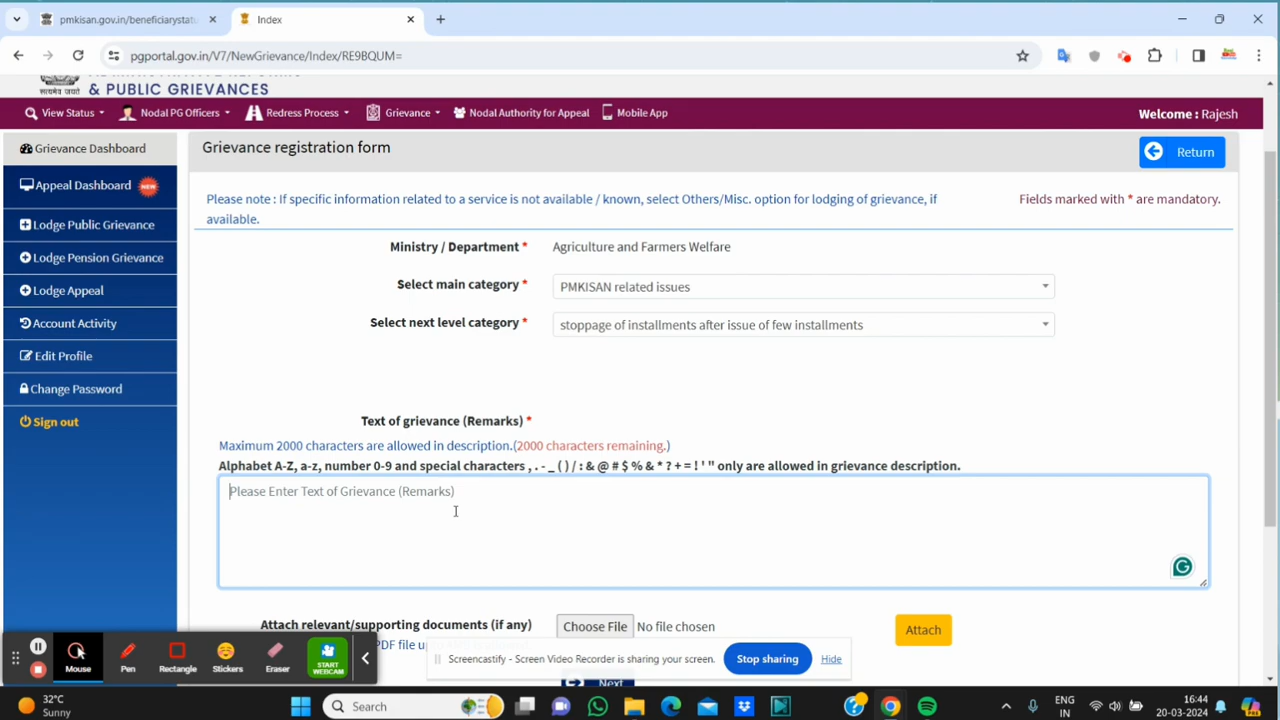 pmkisan.gov.in/beneficiarystatu
Index
pgportal.gov.in/V7/NewGrievance/Index/RE9BQUM=
सत्यमेव जयते
& PUBLIC GRIEVANCES
View Status
Nodal PG Officers
Redress Process
Grievance
Nodal Authority for Appeal
Mobile App
Welcome : Rajesh
Grievance Dashboard
Appeal Dashboard NEW
Lodge Public Grievance
Lodge Pension Grievance
Lodge Appeal
Account Activity
Edit Profile
Change Password
Sign out
Grievance registration form
Return
Please note : If specific information related to a service is not available / known, select Others/Misc. option for lodging of grievance, if
available.
Fields marked with * are mandatory.
Ministry / Department * Agriculture and Farmers Welfare
Select main category * PMKISAN related issues
Select next level category * stoppage of installments after issue of few installments
Text of grievance (Remarks) *
Maximum 2000 characters are allowed in description.(2000 characters remaining.)
Alphabet A-Z, a-z, number 0-9 and special characters , . - _ ( ) / : & @ # $ % & * ? + = ! ' " only are allowed in grievance description.
Please Enter Text of Grievance (Remarks)
Attach relevant/supporting documents (if any)
Choose File No file chosen
Attach
PDF file up
Next
Mouse
Pen
Rectangle
Stickers
Eraser
START
WEBCAM
Screencastify - Screen Video Recorder is sharing your screen.
Stop sharing
Hide
32°C
Sunny
Search
ENG
IN
16:44
20-03-2024